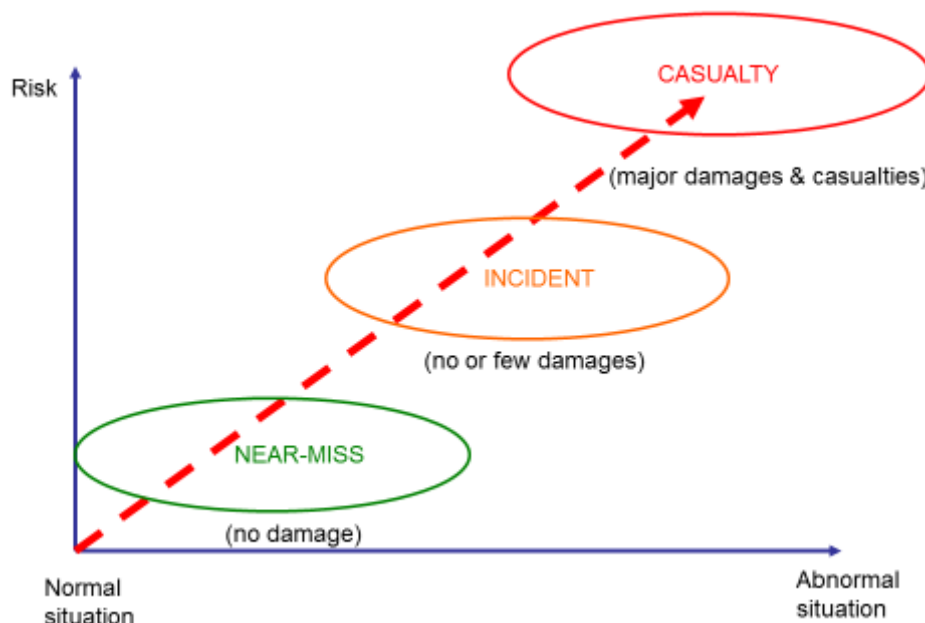 CASUALTY
Risk
(major damages & casualties)
INCIDENT
(no or few damages)
NEAR-MISS
(no damage)
Normal
situation
Abnormal
situation